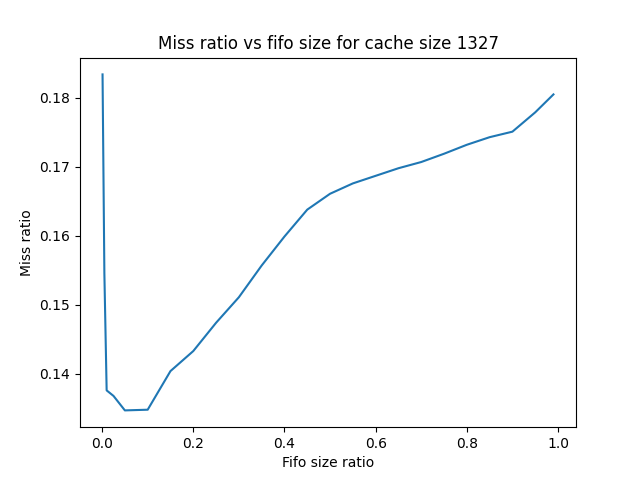 Miss ratio vs fifo size for cache size 1327
0.18
0.17
0.16
0.15
0.14
Miss ratio
0.0 0.2 0.4 0.6 0.8 1.0
Fifo size ratio